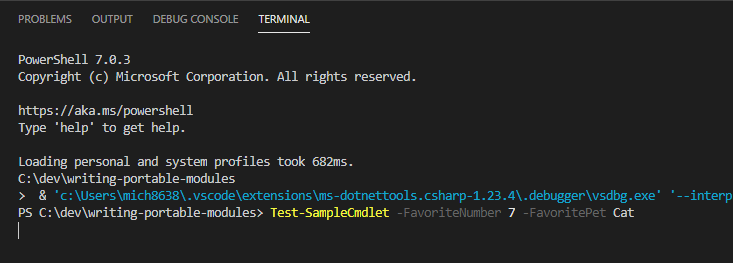 PROBLEMS OUTPUT DEBUG CONSOLE TERMINAL
PowerShell 7.0.3
Copyright (c) Microsoft Corporation. All rights reserved.
https://aka.ms/powershell
Type 'help' to get help.
Loading personal and system profiles took 682ms.
C:\dev\writing-portable-modules
> & 'c:\Users\mich8638\.vscode\extensions\ms-dotnettools.csharp-1.23.4\.debugger\vsdbg.exe' '--interp
PS C:\dev\writing-portable-modules> Test-SampleCmdlet -FavoriteNumber 7 -FavoritePet Cat